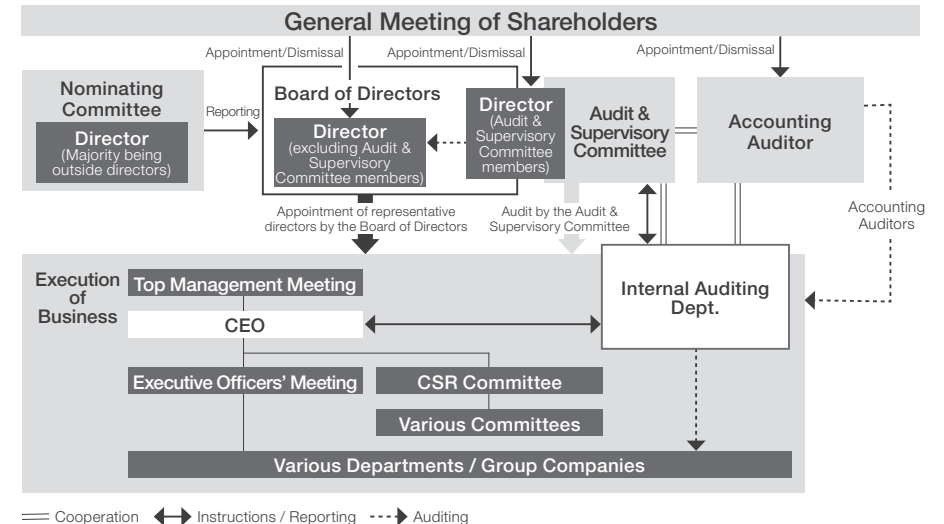 General Meeting of Shareholders
Appointment/Dismissal
Appointment/Dismissal
Appointment/Dismissal
Nominating
Committee
Director
(Majority being
outside directors)
Reporting
Board of Directors
Director
(excluding Audit &
Supervisory
Committee members)
Director
(Audit &
Supervisory
Committee
members)
Audit &
Supervisory
Committee
Accounting
Auditor
Appointment of representative
directors by the Board of Directors
Audit by the Audit &
Supervisory Committee
Accounting
Auditors
Execution
of
Business
Top Management Meeting
CEO
Internal Auditing
Dept.
Executive Officers' Meeting
CSR Committee
Various Committees
Various Departments / Group Companies
Cooperation
Instructions / Reporting
Auditing